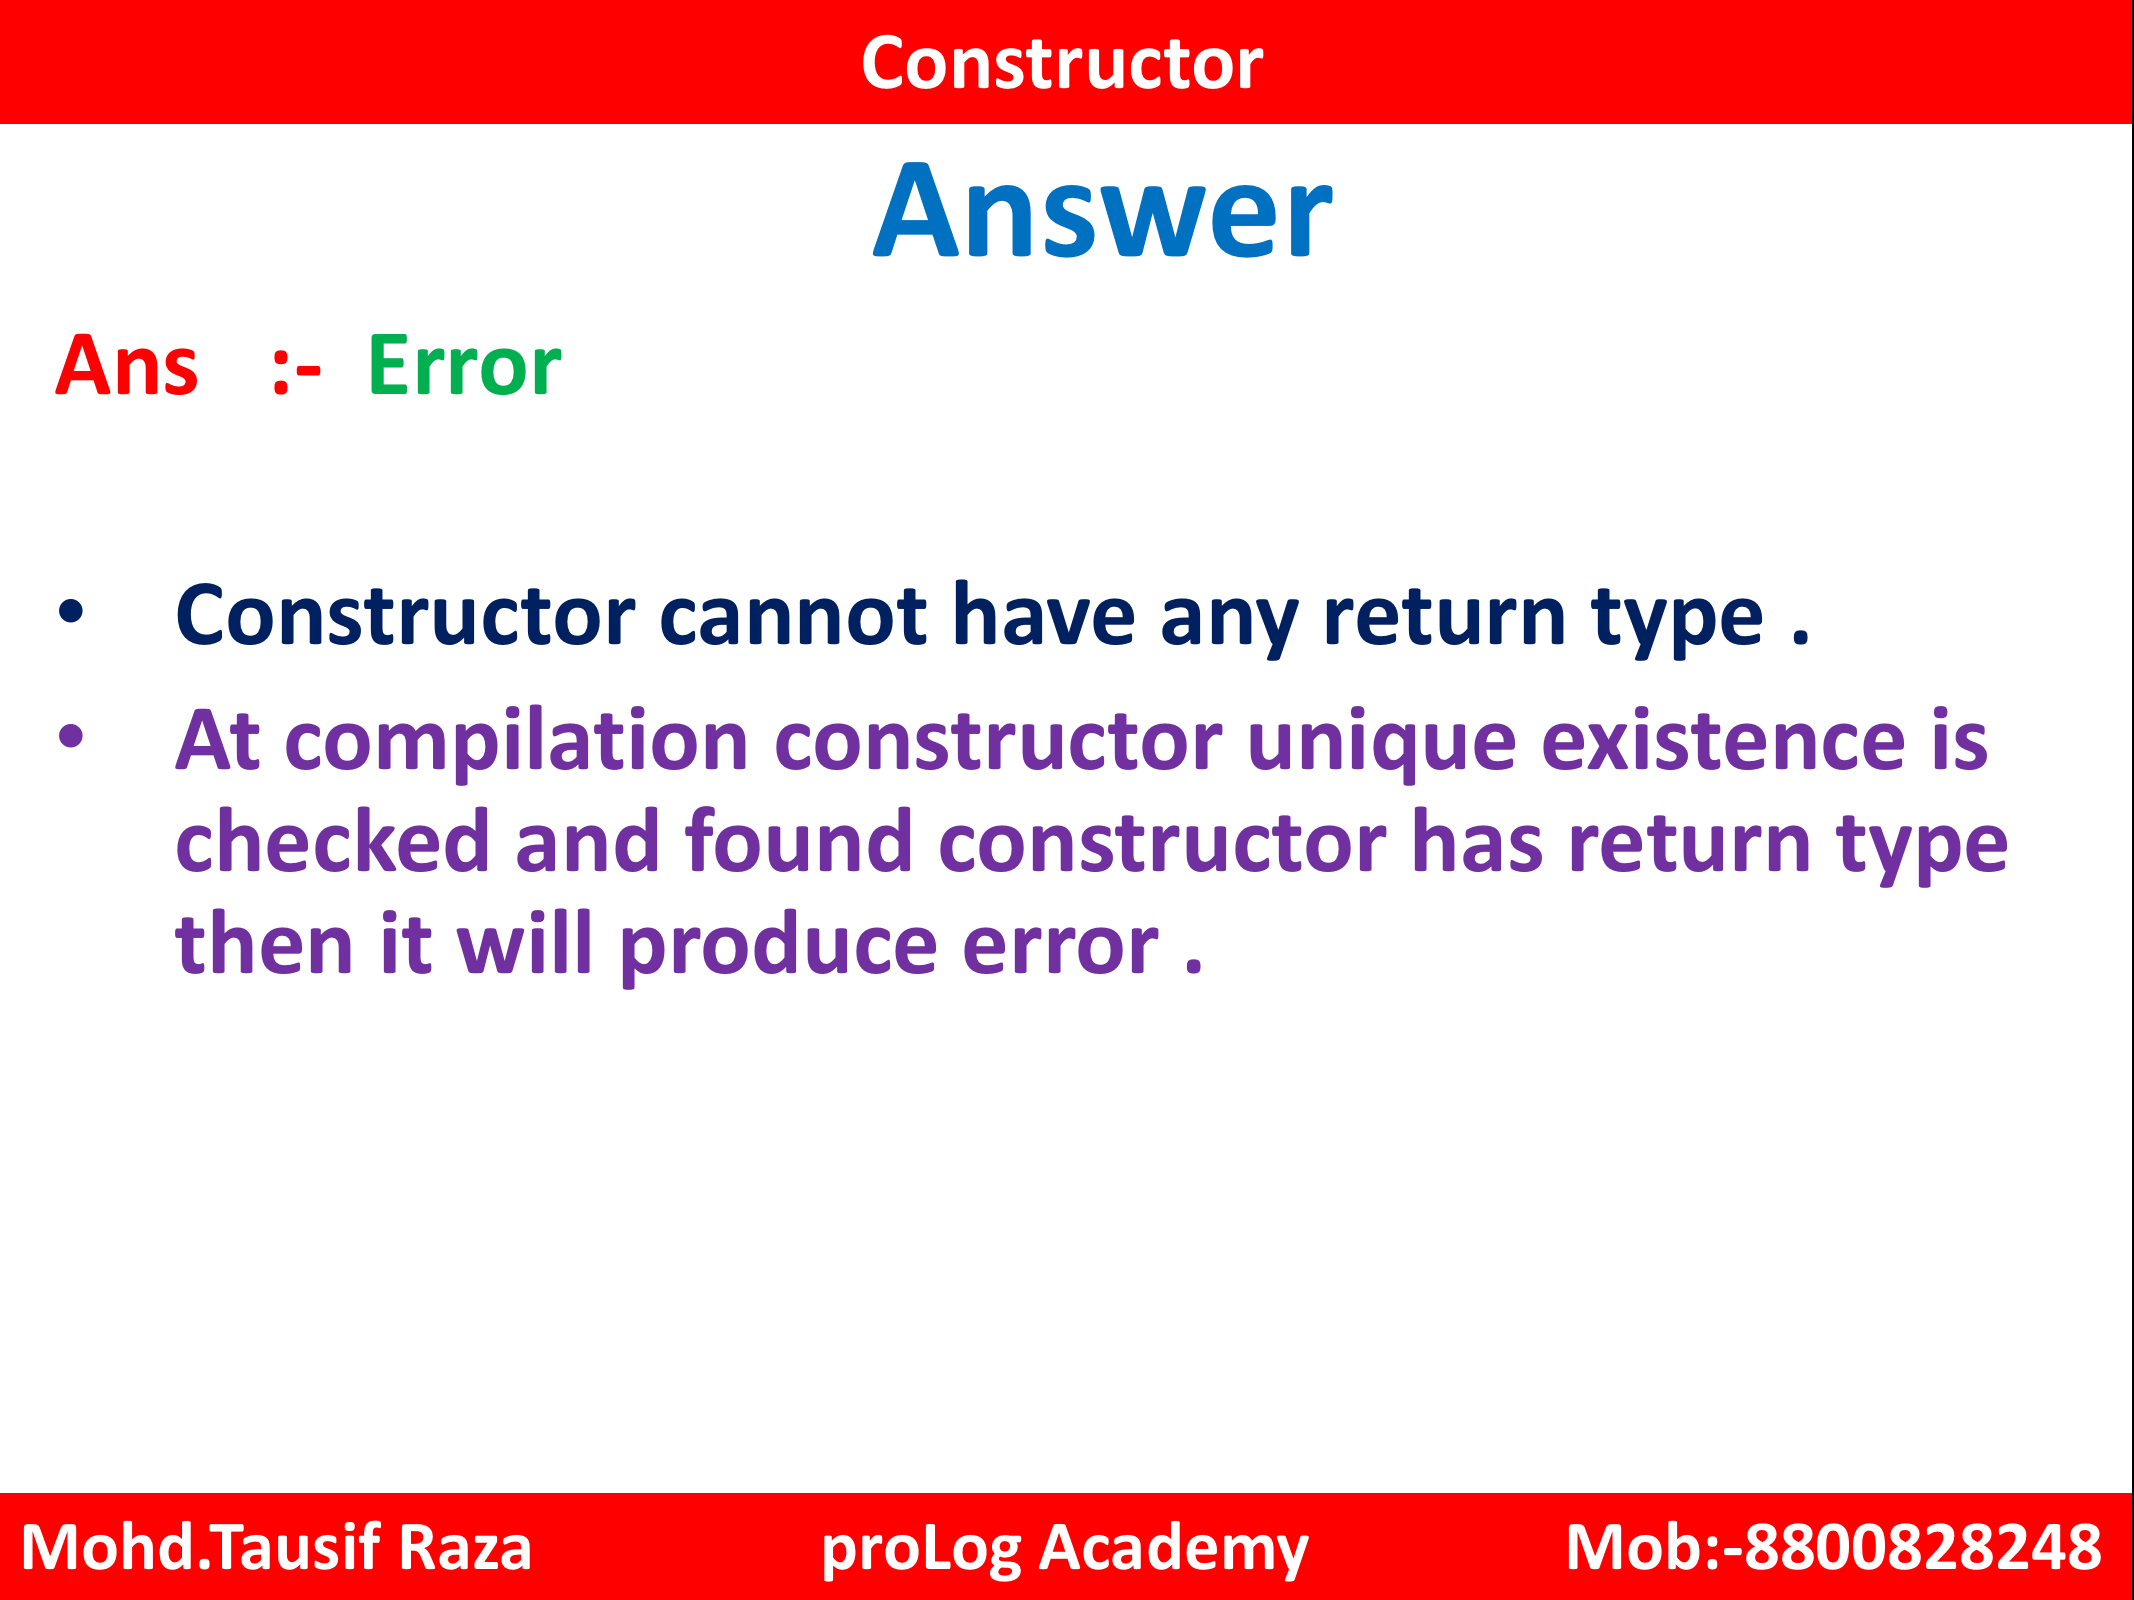 Constructor
Answer
Ans :- Error
• Constructor cannot have any return type .
• At compilation constructor unique existence is
checked and found constructor has return type
then it will produce error .
Mohd.Tausif Raza proLog Academy Mob:-8800828248